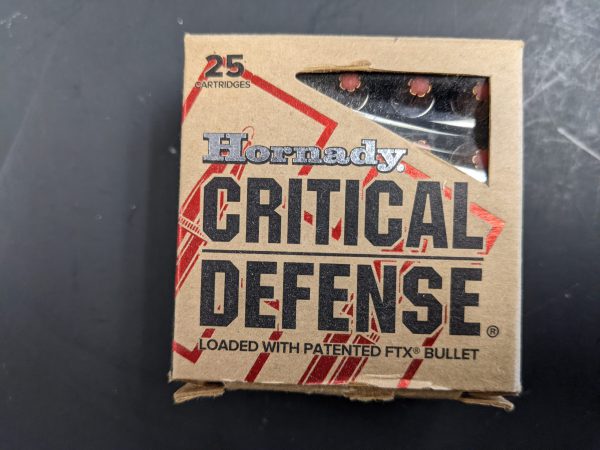 25
CARTRIDGES
Hornady
CRITICAL
DEFENSE®
LOADED WITH PATENTED FTX® BULLET